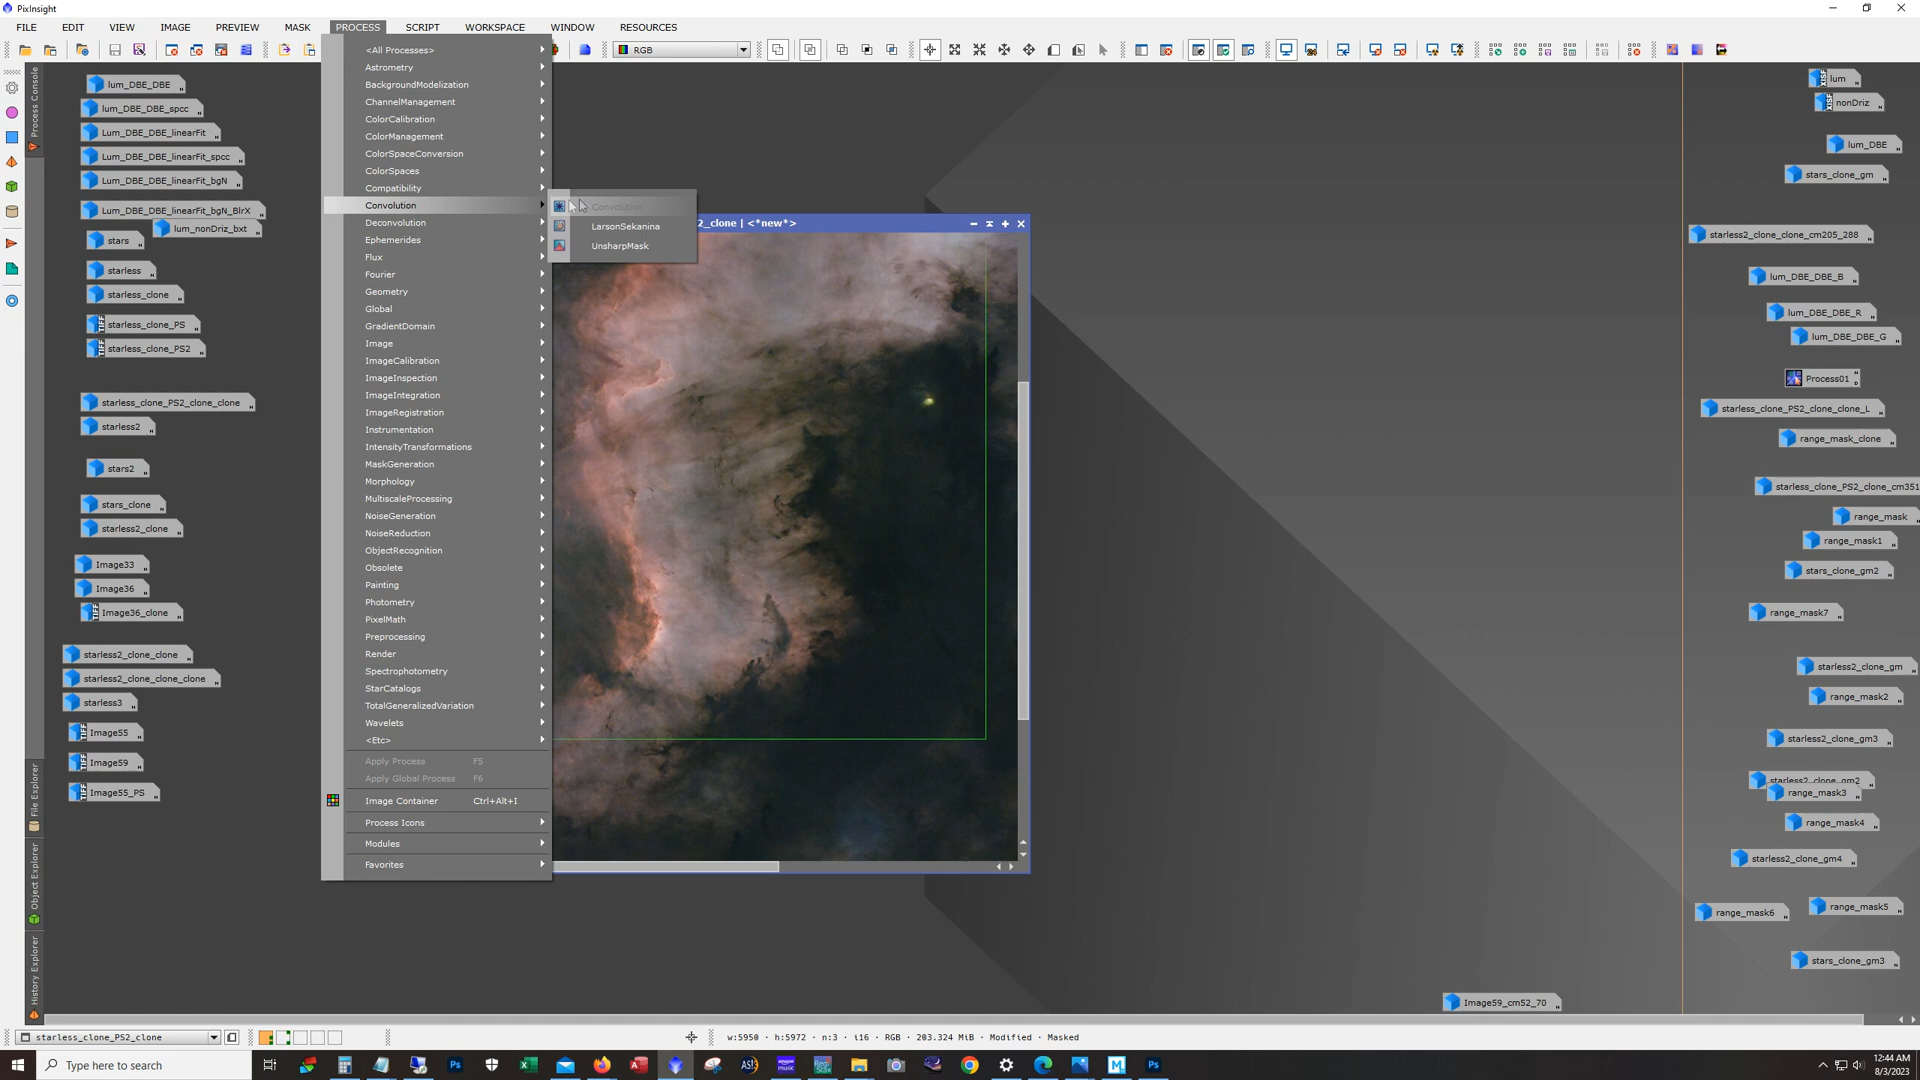 PixInsight
FILE EDIT VIEW IMAGE PREVIEW MASK PROCESS SCRIPT WORKSPACE WINDOW RESOURCES
RGB
Process Console
File Explorer
Object Explorer
History Explorer
lum_DBE_DBE
lum_DBE_DBE_spcc
Lum_DBE_DBE_linearFit
Lum_DBE_DBE_linearFit_spcc
Lum_DBE_DBE_linearFit_bgN
Lum_DBE_DBE_linearFit_bgN_BlrX
lum_nonDriz_bxt
stars
starless
starless_clone
starless_clone_PS
starless_clone_PS2
starless_clone_PS2_clone_clone
starless2
stars2
stars_clone
starless2_clone
Image33
Image36
Image36_clone
starless2_clone_clone
starless2_clone_clone_clone
starless3
Image55
Image59
Image55_PS
<All Processes>
Astrometry
BackgroundModelization
ChannelManagement
ColorCalibration
ColorManagement
ColorSpaceConversion
ColorSpaces
Compatibility
Convolution
Deconvolution
Ephemerides
Flux
Fourier
Geometry
Global
GradientDomain
Image
ImageCalibration
ImageInspection
ImageIntegration
ImageRegistration
Instrumentation
IntensityTransformations
MaskGeneration
Morphology
MultiscaleProcessing
NoiseGeneration
NoiseReduction
ObjectRecognition
Obsolete
Painting
Photometry
PixelMath
Preprocessing
Render
Spectrophotometry
StarCatalogs
TotalGeneralizedVariation
Wavelets
<Etc>
Apply Process F5
Apply Global Process F6
Image Container Ctrl+Alt+I
Process Icons
Modules
Favorites
Convolution
LarsonSekanina
UnsharpMask
2_clone | <*new*>
lum
nonDriz
lum_DBE
stars_clone_gm
starless2_clone_clone_cm205_288
lum_DBE_DBE_B
lum_DBE_DBE_R
lum_DBE_DBE_G
Process01
starless_clone_PS2_clone_clone_L
range_mask_clone
starless_clone_PS2_clone_cm351
range_mask
range_mask1
stars_clone_gm2
range_mask7
starless2_clone_gm
range_mask2
starless2_clone_gm3
starless2_clone_gm2
range_mask3
range_mask4
starless2_clone_gm4
range_mask5
range_mask6
stars_clone_gm3
Image59_cm52_70
starless_clone_PS2_clone
w:5950 · h:5972 · n:3 · i16 · RGB · 203.324 MiB · Modified · Masked
Type here to search
12:44 AM
8/3/2023